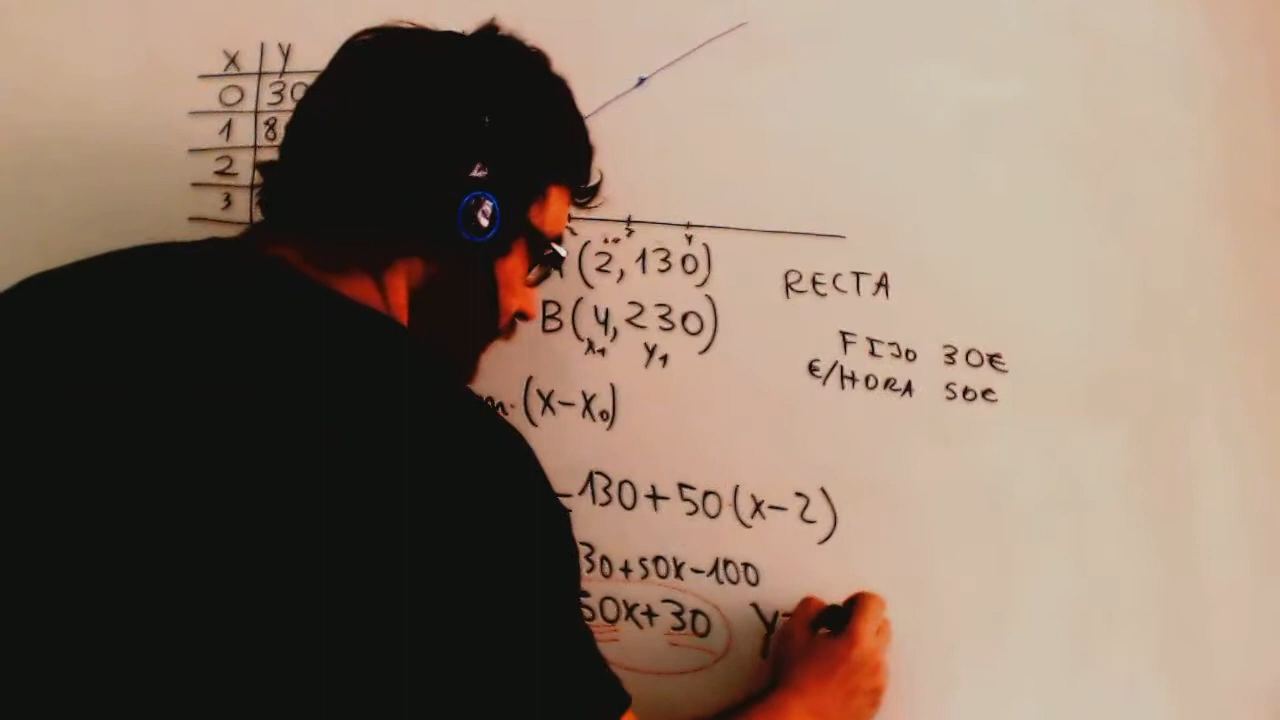 X Y
0 30
1 8
2
3
(2,130)
RECTA
B(4,230)
X₁ Y₁
FIJO 30€
€/HORA 50€
m·(X-X₀)
130+50(x-2)
30+50x-100
50x+30 y=